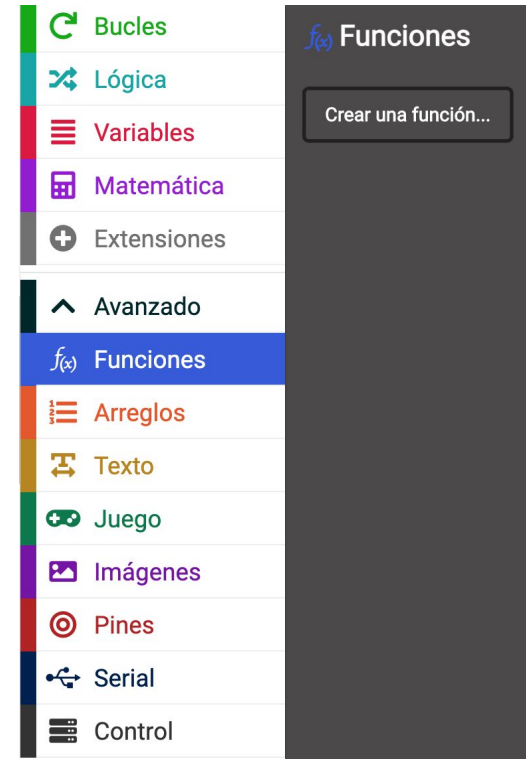 Bucles
Lógica
Variables
Matemática
Extensiones
Avanzado
f(x) Funciones
Arreglos
Texto
Juego
Imágenes
Pines
Serial
Control
f(x) Funciones
Crear una función...